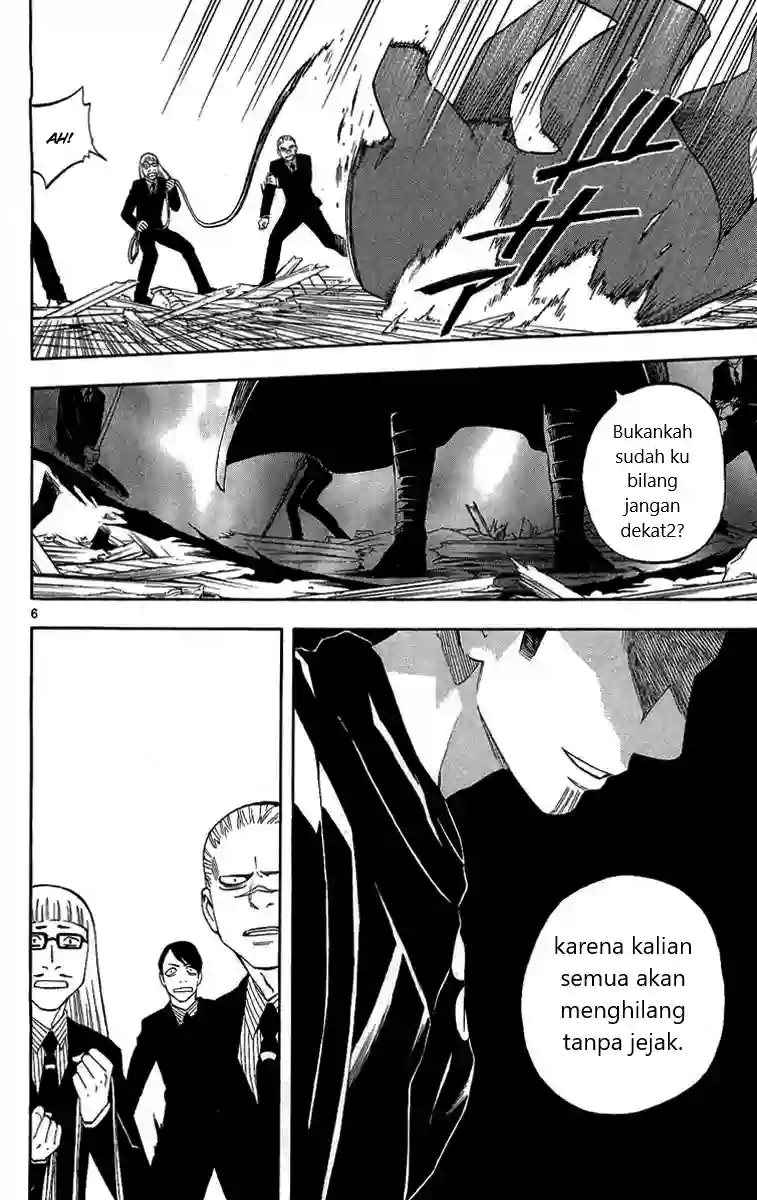 AH!
Bukankah
sudah ku
bilang
jangan
dekat2?
6
karena kalian
semua akan
menghilang
tanpa jejak.